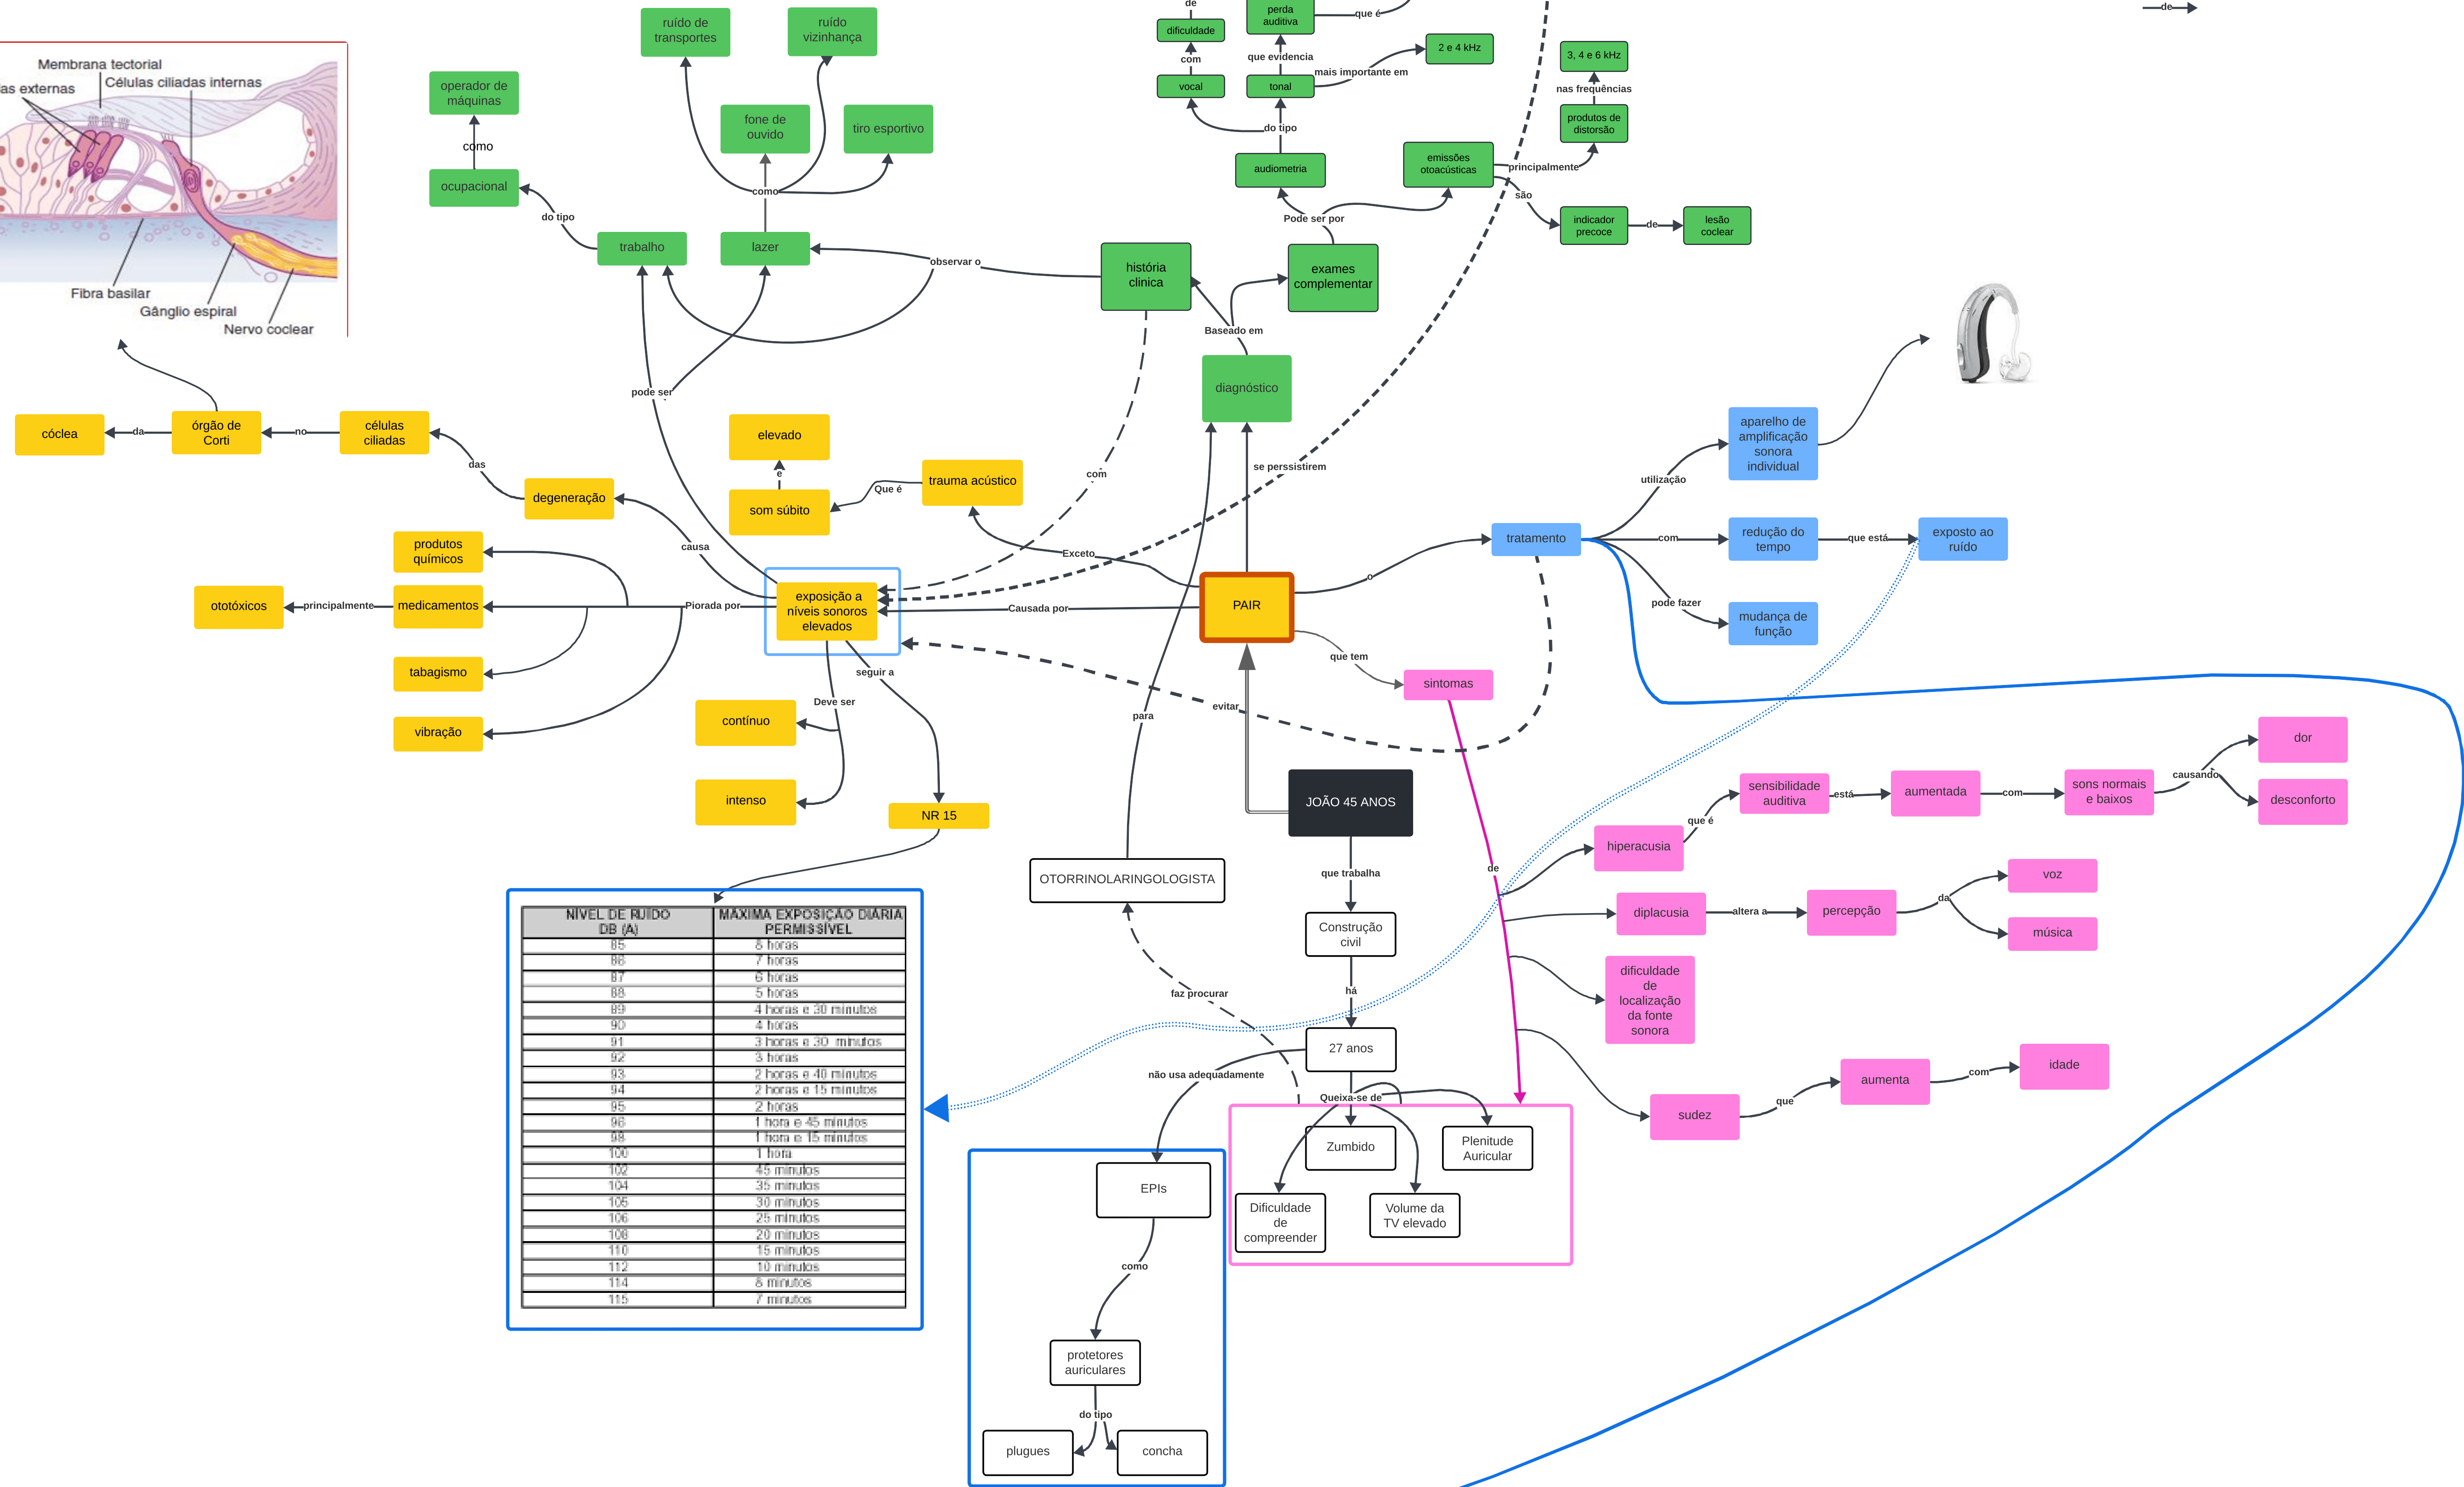 de
dificuldade
com
vocal
perda
auditiva
que é
que evidencia
tonal
mais importante em
2 e 4 kHz
do tipo
audiometria
3, 4 e 6 kHz
nas frequências
produtos de
distorsão
emissões
otoacústicas
principalmente
são
indicador
precoce
de
lesão
coclear
de
Pode ser por
exames
complementar
história
clinica
Baseado em
diagnóstico
observar o
ruído de
transportes
ruído
vizinhança
fone de
ouvido
tiro esportivo
como
lazer
trabalho
do tipo
operador de
máquinas
como
ocupacional
pode ser
Membrana tectorial
as externas
Células ciliadas internas
Fibra basilar
Gânglio espiral
Nervo coclear
cóclea
da
órgão de
Corti
no
células
ciliadas
das
degeneração
causa
elevado
e
som súbito
Que é
trauma acústico
Exceto
com
se perssistirem
produtos
químicos
ototóxicos
principalmente
medicamentos
Piorada por
tabagismo
vibração
exposição a
níveis sonoros
elevados
Causada por
PAIR
o
tratamento
utilização
aparelho de
amplificação
sonora
individual
com
redução do
tempo
que está
exposto ao
ruído
pode fazer
mudança de
função
que tem
sintomas
evitar
para
seguir a
Deve ser
contínuo
intenso
NR 15
NÍVEL DE RUÍDO
DB (A)
MÁXIMA EXPOSIÇÃO DIÁRIA
PERMISSÍVEL
85 8 horas
86 7 horas
87 6 horas
88 5 horas
89 4 horas e 30 minutos
90 4 horas
91 3 horas e 30 minutos
92 3 horas
93 2 horas e 40 minutos
94 2 horas e 15 minutos
95 2 horas
96 1 hora e 45 minutos
98 1 hora e 15 minutos
100 1 hora
102 45 minutos
104 35 minutos
105 30 minutos
106 25 minutos
108 20 minutos
110 15 minutos
112 10 minutos
114 8 minutos
115 7 minutos
JOÃO 45 ANOS
que trabalha
Construção
civil
há
27 anos
OTORRINOLARINGOLOGISTA
faz procurar
não usa adequadamente
Queixa-se de
Zumbido
Plenitude
Auricular
Dificuldade
de
compreender
Volume da
TV elevado
EPIs
como
protetores
auriculares
do tipo
plugues
concha
de
hiperacusia
que é
sensibilidade
auditiva
está
aumentada
com
sons normais
e baixos
causando
dor
desconforto
diplacusia
altera a
percepção
da
voz
música
dificuldade
de
localização
da fonte
sonora
sudez
que
aumenta
com
idade